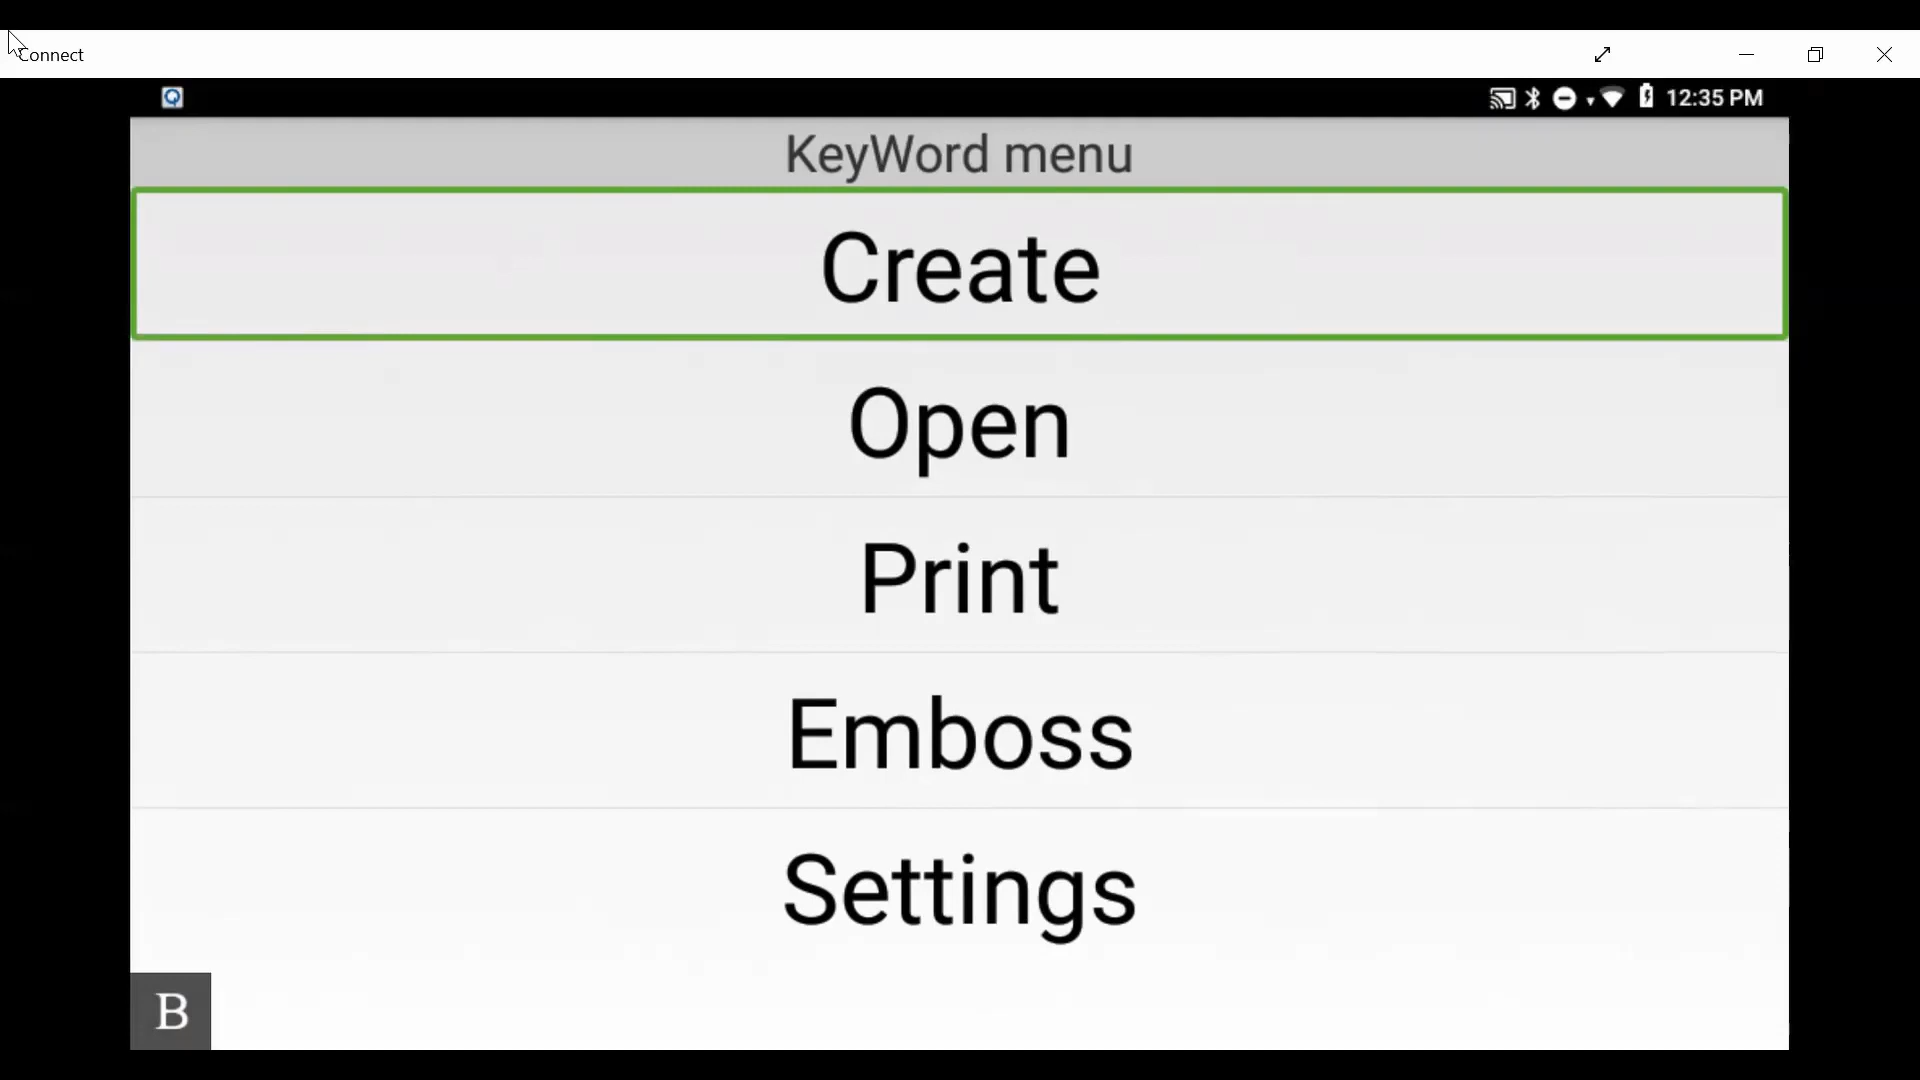 Connect
12:35 PM
KeyWord menu
Create
Open
Print
Emboss
Settings
B